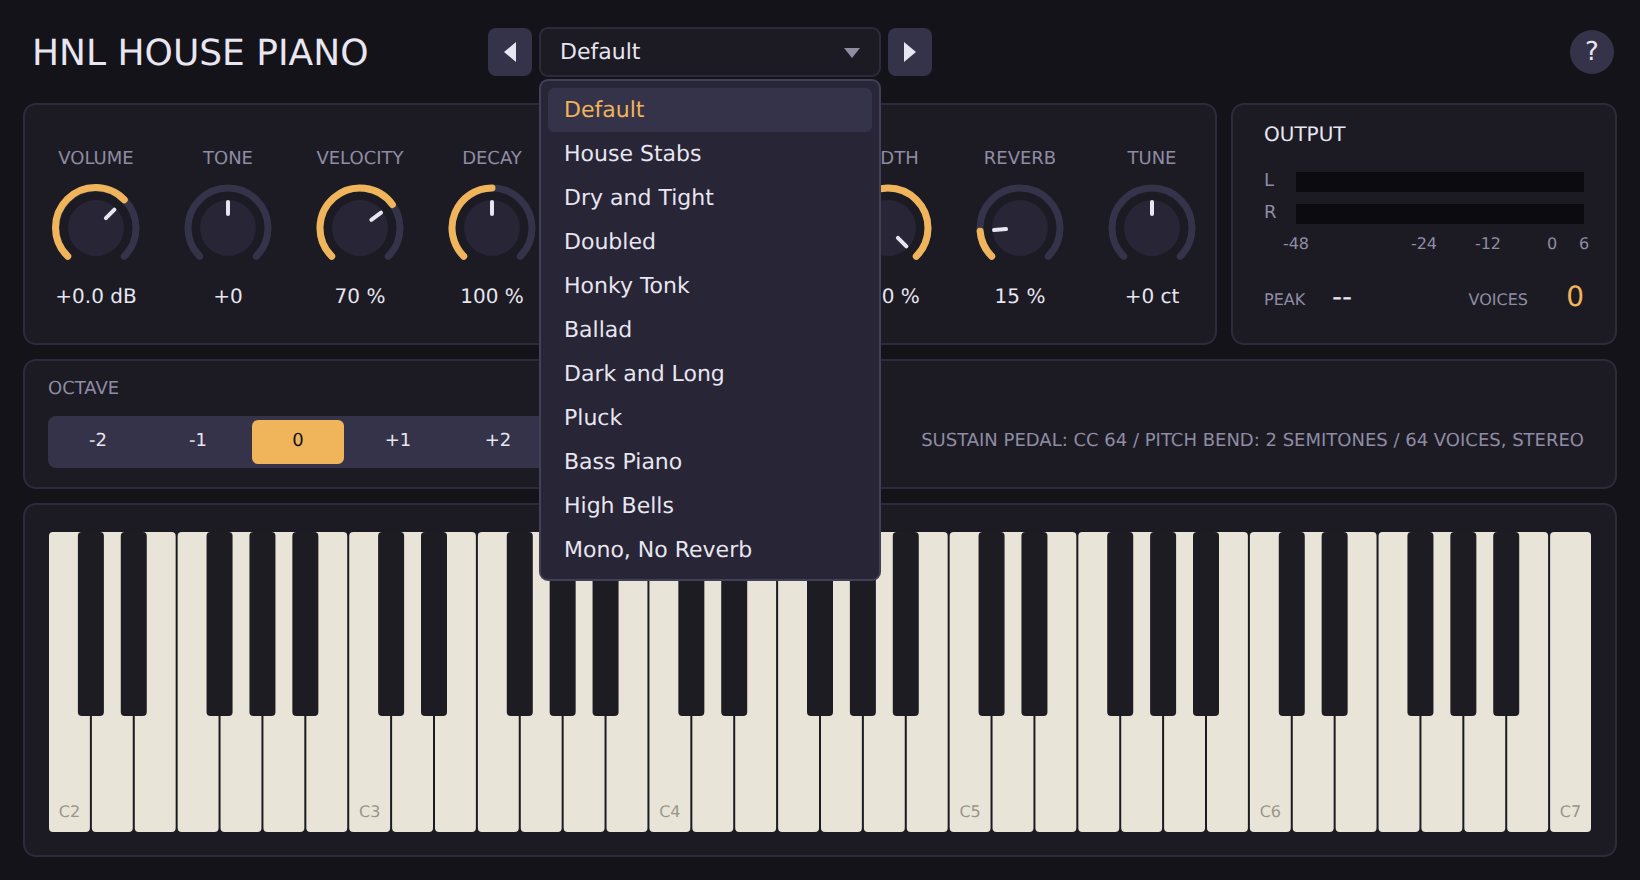 HNL HOUSE PIANO
Default
?
Default
House Stabs
Dry and Tight
Doubled
Honky Tonk
Ballad
Dark and Long
Pluck
Bass Piano
High Bells
Mono, No Reverb
VOLUME TONE VELOCITY DECAY DTH REVERB TUNE
+0.0 dB +0 70 % 100 % 0 % 15 % +0 ct
OUTPUT
L
R
-48 -24 -12 0 6
PEAK -- VOICES 0
OCTAVE
-2 -1 0 +1 +2
SUSTAIN PEDAL: CC 64 / PITCH BEND: 2 SEMITONES / 64 VOICES, STEREO
C2 C3 C4 C5 C6 C7